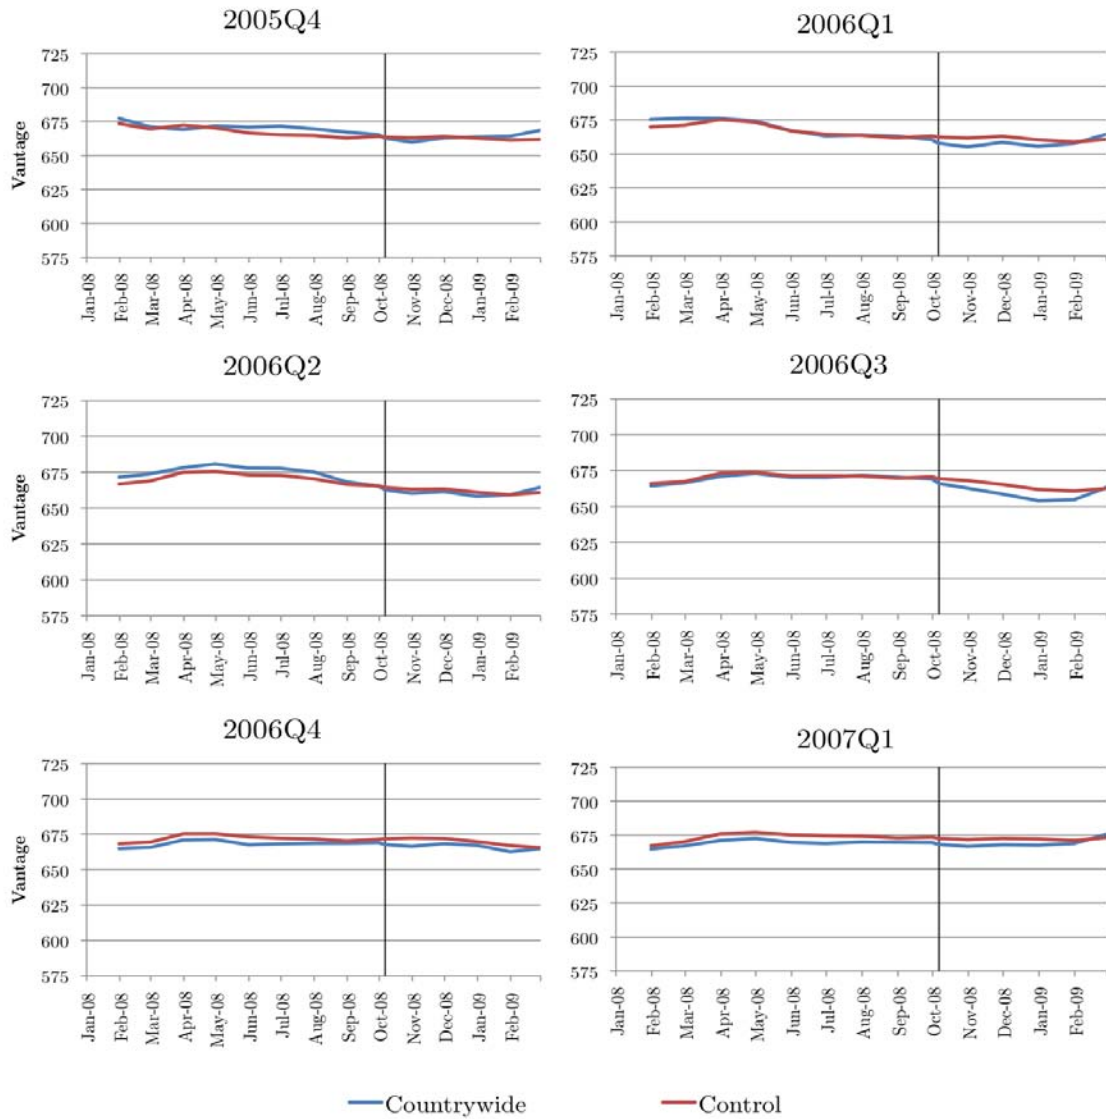 2005Q4
725
700
675
650
625
600
575
Vantage
Jan-08
Feb-08
Mar-08
Apr-08
May-08
Jun-08
Jul-08
Aug-08
Sep-08
Oct-08
Nov-08
Dec-08
Jan-09
Feb-09
2006Q1
725
700
675
650
625
600
575
Jan-08
Feb-08
Mar-08
Apr-08
May-08
Jun-08
Jul-08
Aug-08
Sep-08
Oct-08
Nov-08
Dec-08
Jan-09
Feb-09
2006Q2
725
700
675
650
625
600
575
Vantage
Jan-08
Feb-08
Mar-08
Apr-08
May-08
Jun-08
Jul-08
Aug-08
Sep-08
Oct-08
Nov-08
Dec-08
Jan-09
Feb-09
2006Q3
725
700
675
650
625
600
575
Jan-08
Feb-08
Mar-08
Apr-08
May-08
Jun-08
Jul-08
Aug-08
Sep-08
Oct-08
Nov-08
Dec-08
Jan-09
Feb-09
2006Q4
725
700
675
650
625
600
575
Vantage
Jan-08
Feb-08
Mar-08
Apr-08
May-08
Jun-08
Jul-08
Aug-08
Sep-08
Oct-08
Nov-08
Dec-08
Jan-09
Feb-09
2007Q1
725
700
675
650
625
600
575
Jan-08
Feb-08
Mar-08
Apr-08
May-08
Jun-08
Jul-08
Aug-08
Sep-08
Oct-08
Nov-08
Dec-08
Jan-09
Feb-09
Countrywide
Control